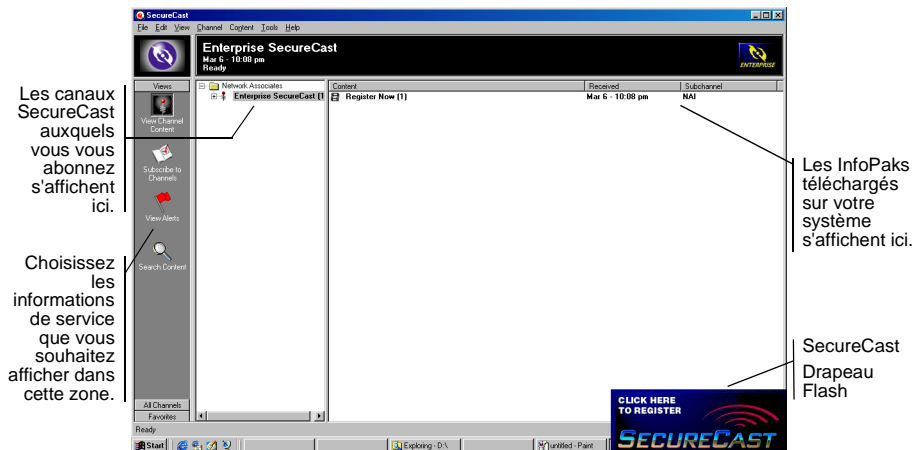 SecureCast
File Edit View Channel Content Tools Help
Enterprise SecureCast
Mar 6 - 10:08 pm
Ready
ENTERPRISE
Views
View Channel
Content
Subscribe to
Channels
View Alerts
Search Content
All Channels
Favorites
Network Associates
Enterprise SecureCast (1
Content Received Subchannel
Register Now (1) Mar 6 - 10:08 pm NAI
Les canaux
SecureCast
auxquels
vous vous
abonnez
s'affichent
ici.
Choisissez
les
informations
de service
que vous
souhaitez
afficher dans
cette zone.
Les InfoPaks
téléchargés
sur votre
système
s'affichent ici.
SecureCast
Drapeau
Flash
CLICK HERE
TO REGISTER
SECURECAST
Ready
Start
Exploring - D:\
untitled - Paint